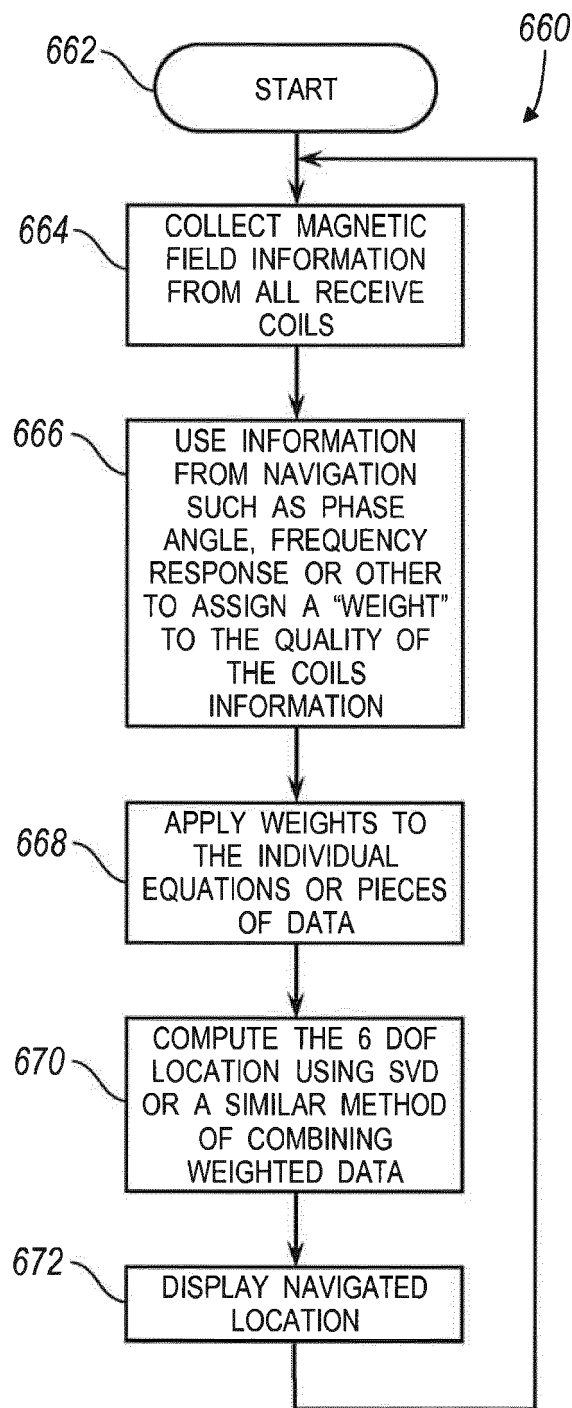 660
662
START
664
COLLECT MAGNETIC
FIELD INFORMATION
FROM ALL RECEIVE
COILS
666
USE INFORMATION
FROM NAVIGATION
SUCH AS PHASE
ANGLE, FREQUENCY
RESPONSE OR OTHER
TO ASSIGN A “WEIGHT”
TO THE QUALITY OF
THE COILS
INFORMATION
668
APPLY WEIGHTS TO
THE INDIVIDUAL
EQUATIONS OR PIECES
OF DATA
670
COMPUTE THE 6 DOF
LOCATION USING SVD
OR A SIMILAR METHOD
OF COMBINING
WEIGHTED DATA
672
DISPLAY NAVIGATED
LOCATION